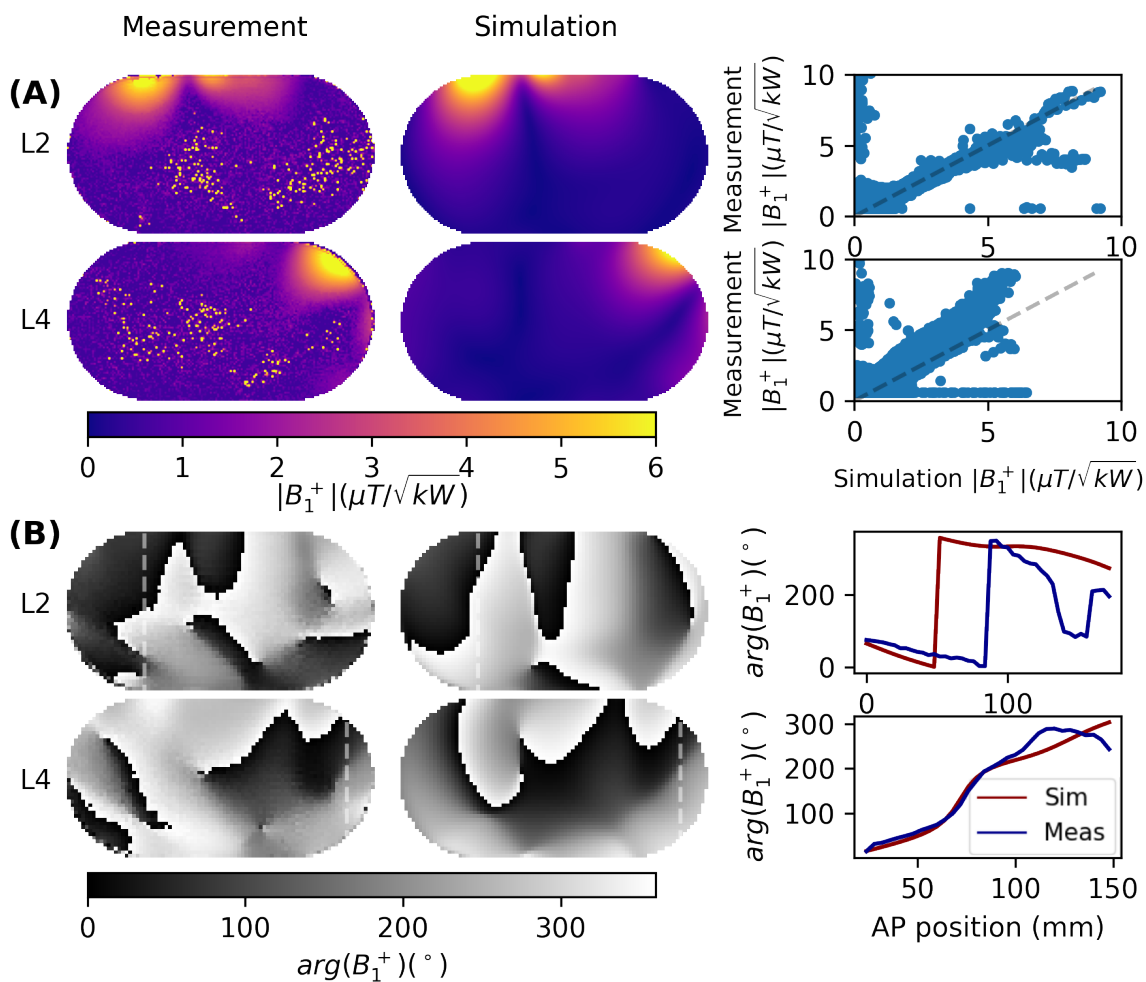 Measurement Simulation
(A)
L2
L4
0 1 2 3 4 5 6
|B₁⁺|(μT/√kW)
Measurement
|B₁⁺|(μT/√kW)
10
5
0
0 5 10
Measurement
|B₁⁺|(μT/√kW)
10
5
0
0 5 10
Simulation |B₁⁺|(μT/√kW)
(B)
L2
L4
0 100 200 300
arg(B₁⁺)(°)
arg(B₁⁺)(°)
200
0
0 100
arg(B₁⁺)(°)
300
200
100
Sim
Meas
50 100 150
AP position (mm)